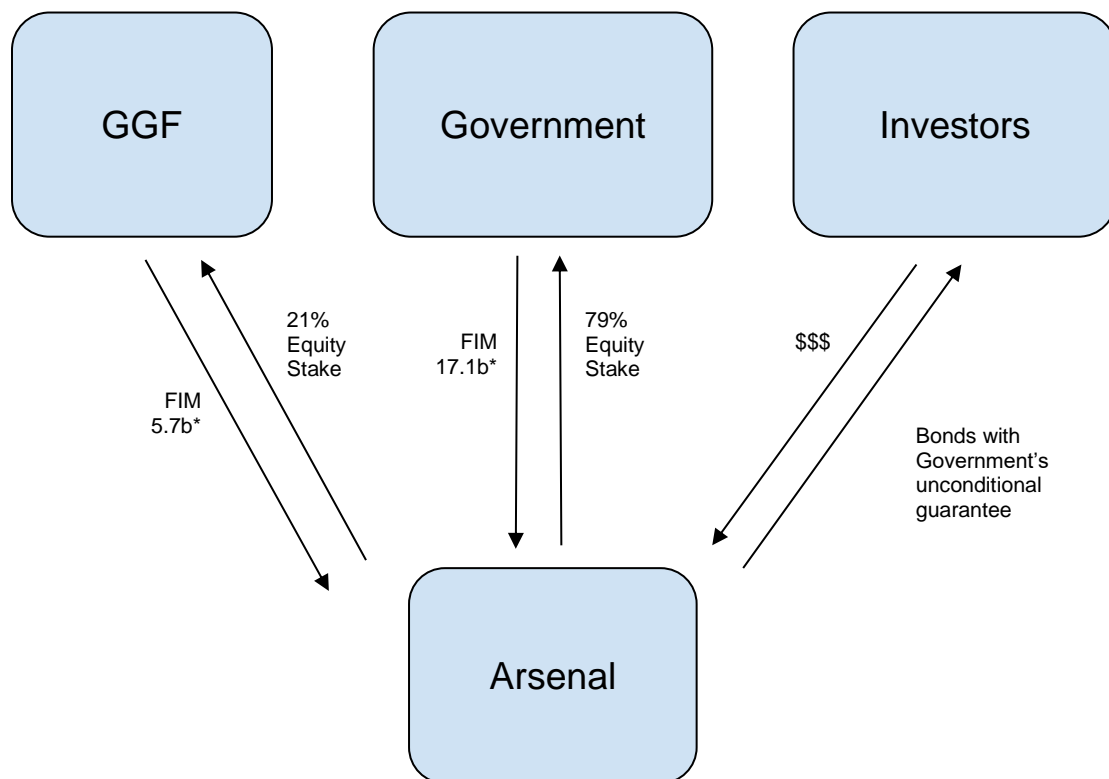 GGF
Government
Investors
21%
Equity
Stake
FIM
5.7b*
FIM
17.1b*
79%
Equity
Stake
$$$
Bonds with
Government’s
unconditional
guarantee
Arsenal